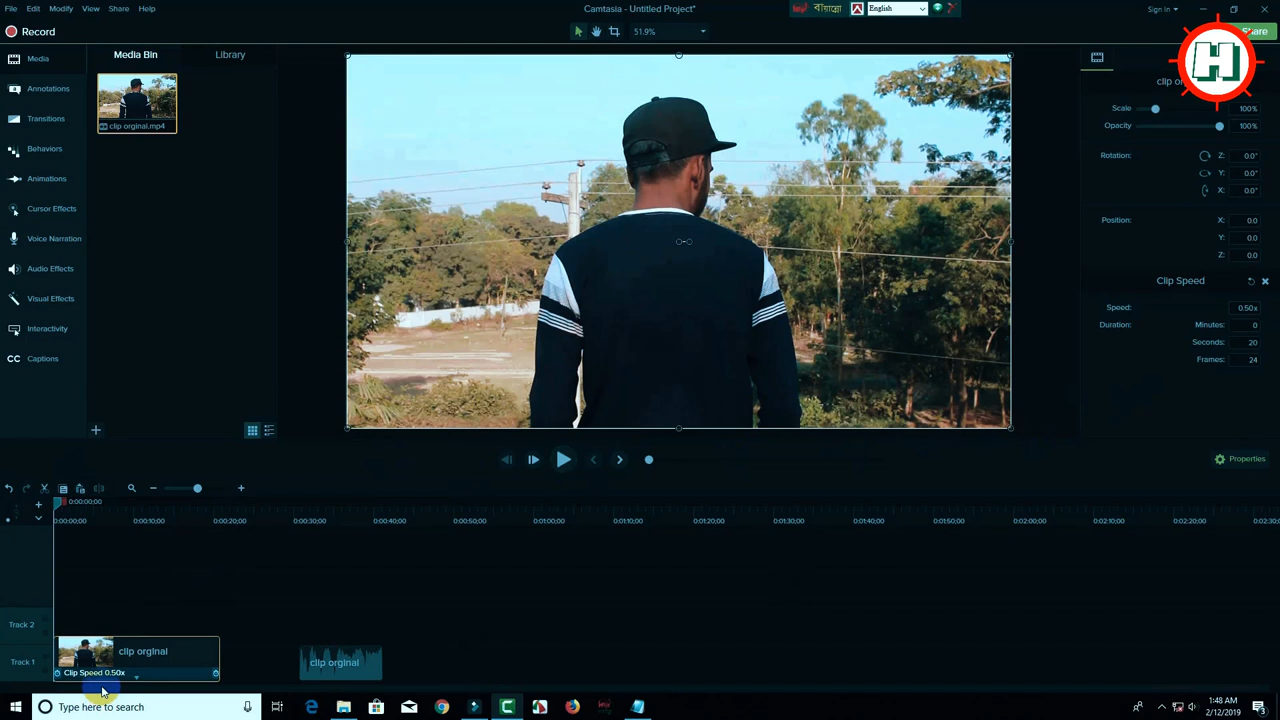 File Edit Modify View Share Help
Camtasia - Untitled Project*
বায়ান্নো English
Sign In
Record
51.9%
Share
H
Media
Media Bin
Library
clip orginal.mp4
Annotations
Transitions
Behaviors
Animations
Cursor Effects
Voice Narration
Audio Effects
Visual Effects
Interactivity
CC Captions
Scale 100%
Opacity 100%
Rotation: Z: 0.0°
Y: 0.0°
X: 0.0°
Position: X: 0.0
Y: 0.0
Z: 0.0
Clip Speed
Speed: 0.50x
Duration: Minutes: 0
Seconds: 20
Frames: 24
Properties
0:00:00;00
0:00:00;00 0:00:10;00 0:00:20;00 0:00:30;00 0:00:40;00 0:00:50;00 0:01:00;00 0:01:10;00 0:01:20;00 0:01:30;00 0:01:40;00 0:01:50;00 0:02:00;00 0:02:10;00 0:02:20;00
Track 2
Track 1
clip orginal
Clip Speed 0.50x
clip orginal
Type here to search
1:48 AM
2/12/2019